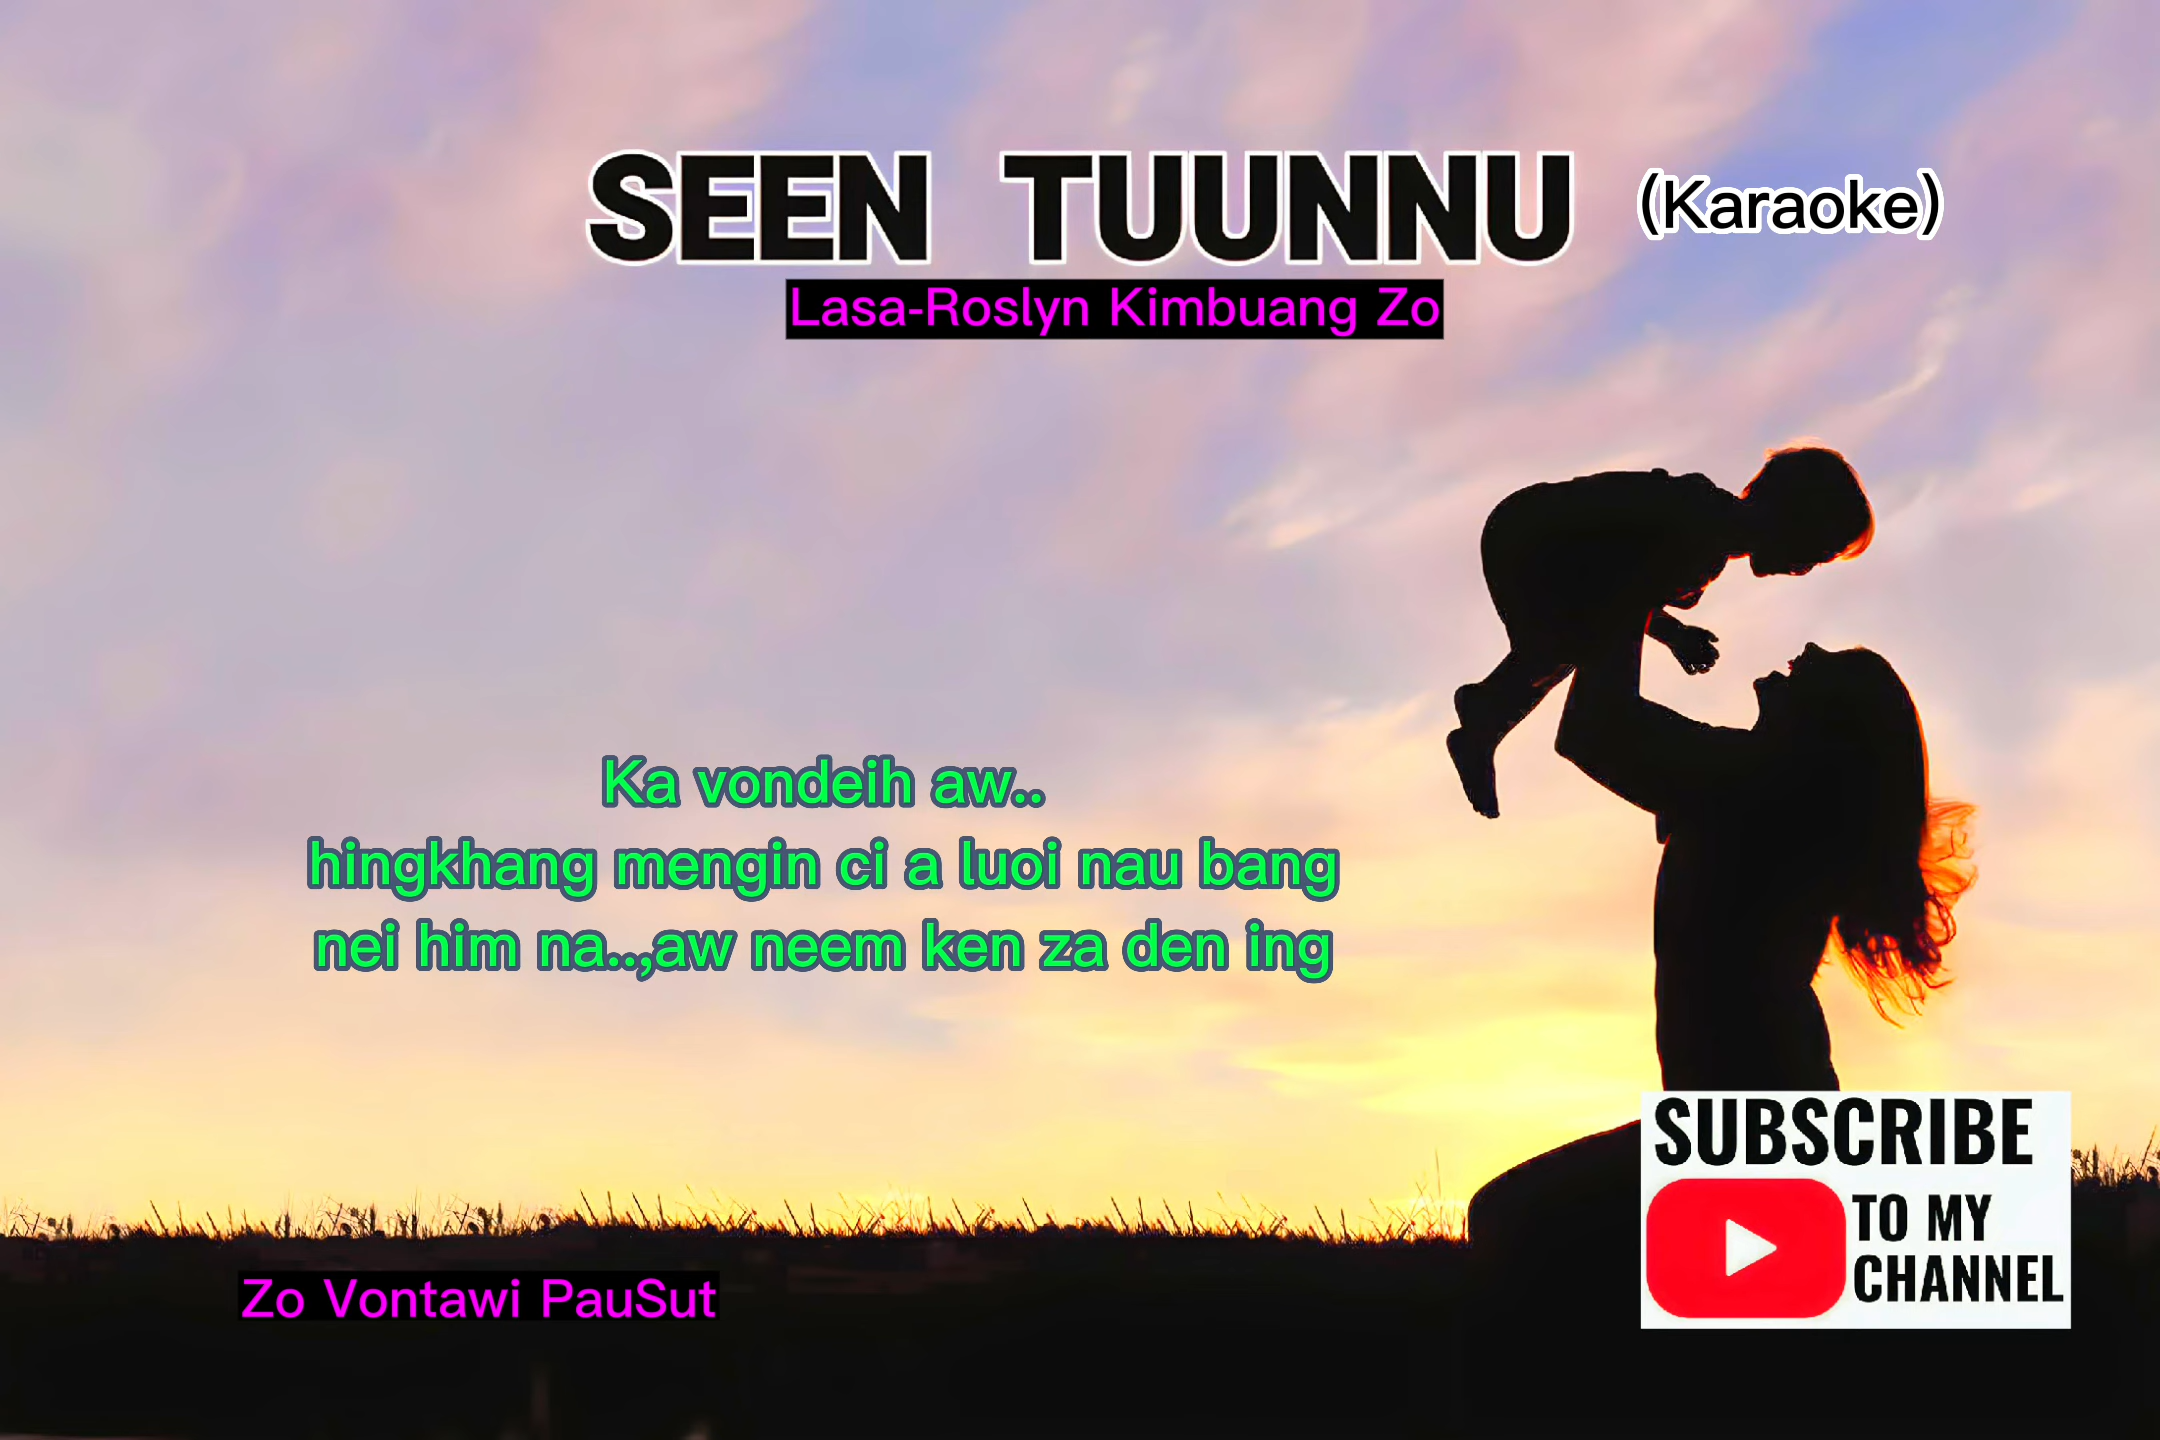 SEEN TUUNNU (Karaoke)
Lasa-Roslyn Kimbuang Zo
Ka vondeih aw..
hingkhang mengin ci a luoi nau bang
nei him na..,aw neem ken za den ing
SUBSCRIBE
TO MY
CHANNEL
Zo Vontawi PauSut